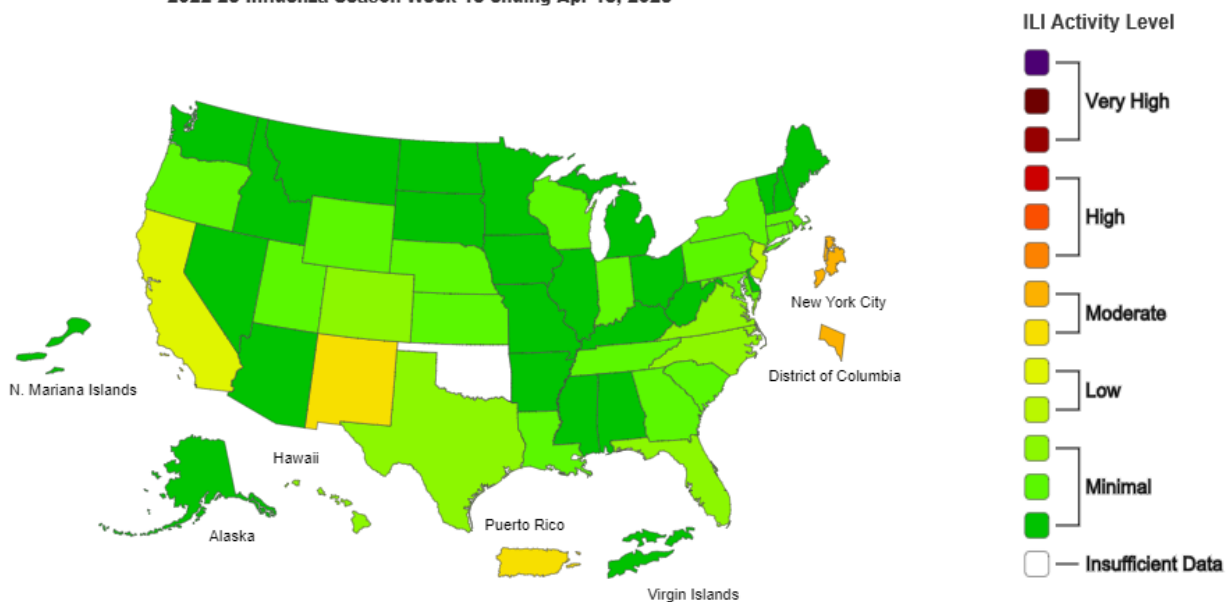 ILI Activity Level
Very High
High
Moderate
Low
Minimal
Insufficient Data
New York City
District of Columbia
N. Mariana Islands
Hawaii
Alaska
Puerto Rico
Virgin Islands